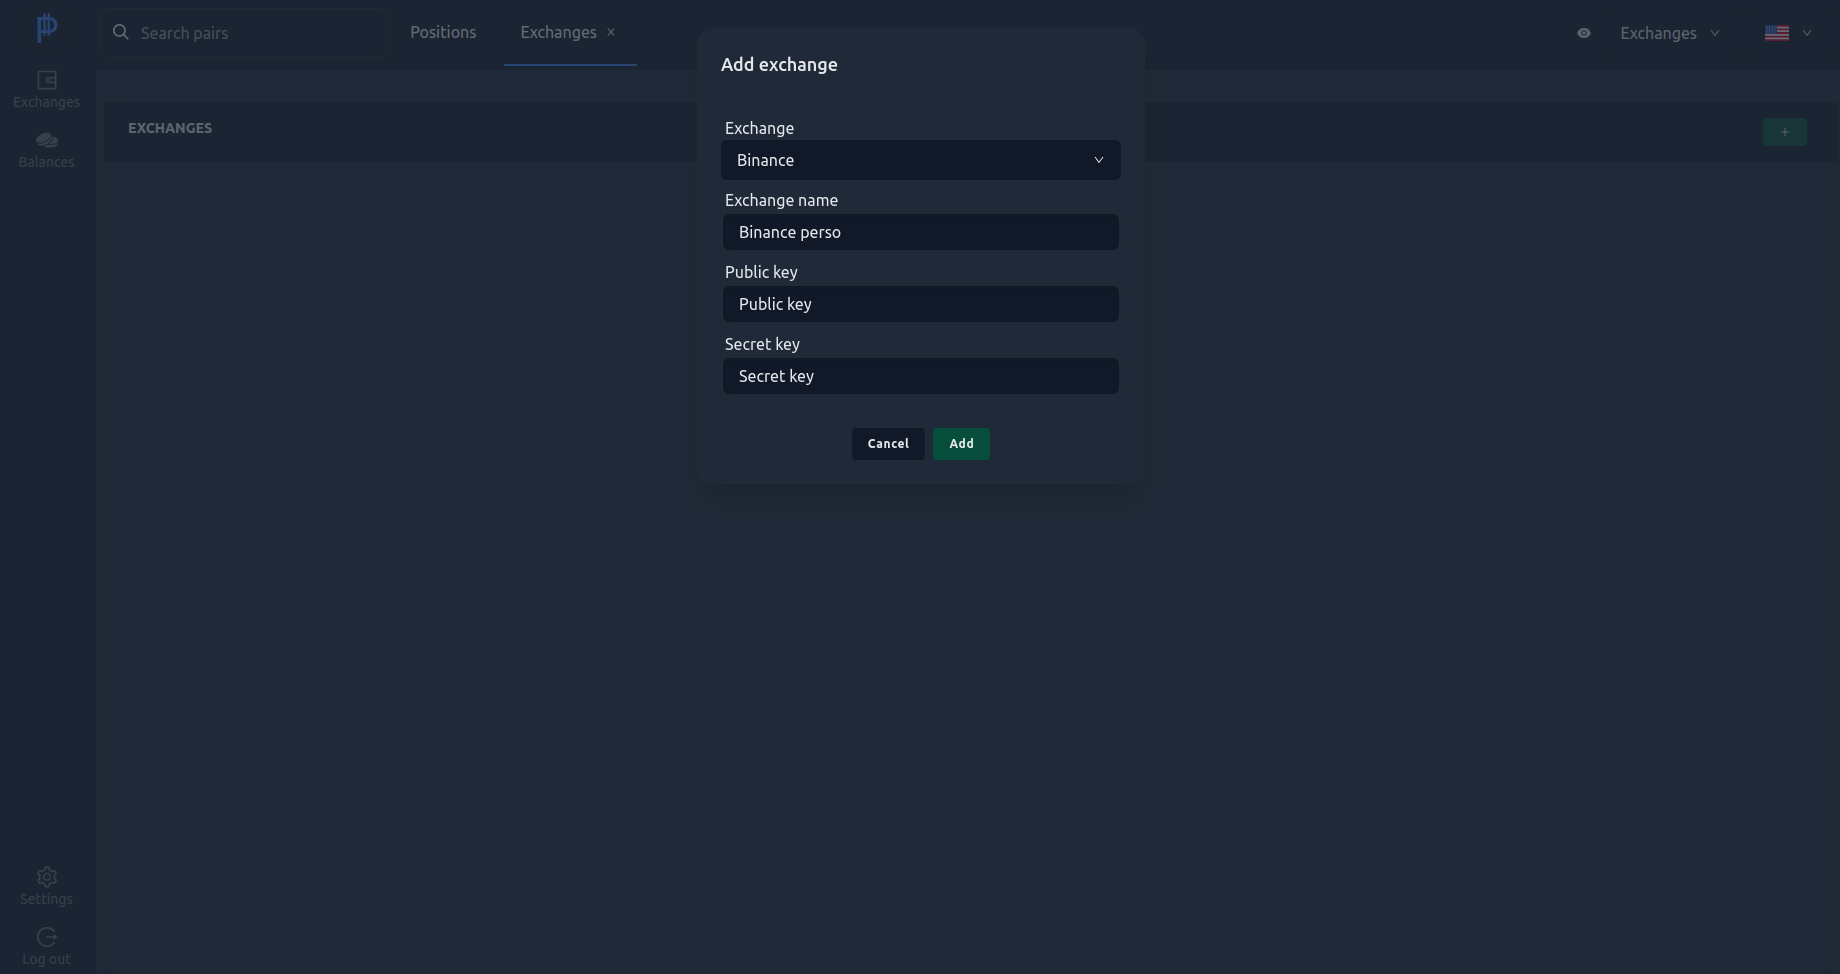 Search pairs
Positions
Exchanges ×
Exchanges
Exchanges
Balances
EXCHANGES
+
Add exchange
Exchange
Binance
Exchange name
Binance perso
Public key
Public key
Secret key
Secret key
Cancel
Add
Settings
Log out